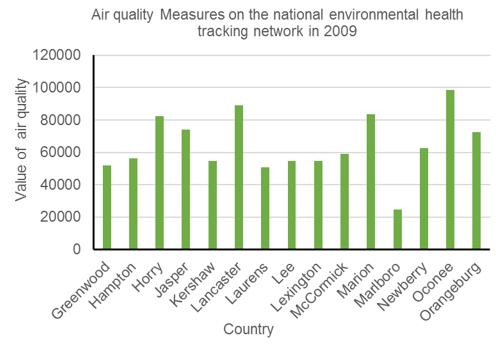 Air quality Measures on the national environmental health
tracking network in 2009
Value of air quality
120000
100000
80000
60000
40000
20000
0
Greenwood
Hampton
Horry
Jasper
Kershaw
Lancaster
Laurens
Lee
Lexington
McCormick
Marion
Marlboro
Newberry
Oconee
Orangeburg
Country